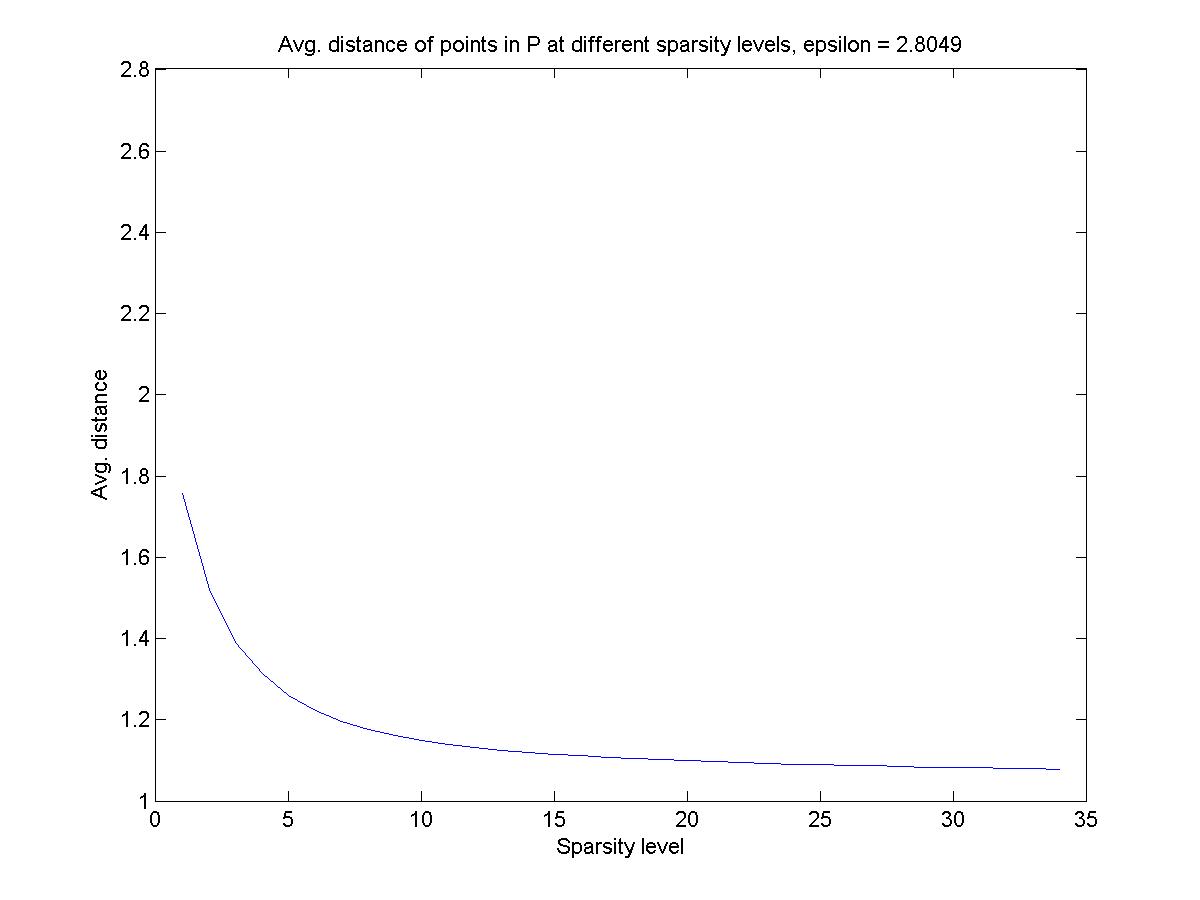 Avg. distance of points in P at different sparsity levels, epsilon = 2.8049
2.8
2.6
2.4
2.2
2
1.8
1.6
1.4
1.2
1
Avg. distance
0 5 10 15 20 25 30 35
Sparsity level